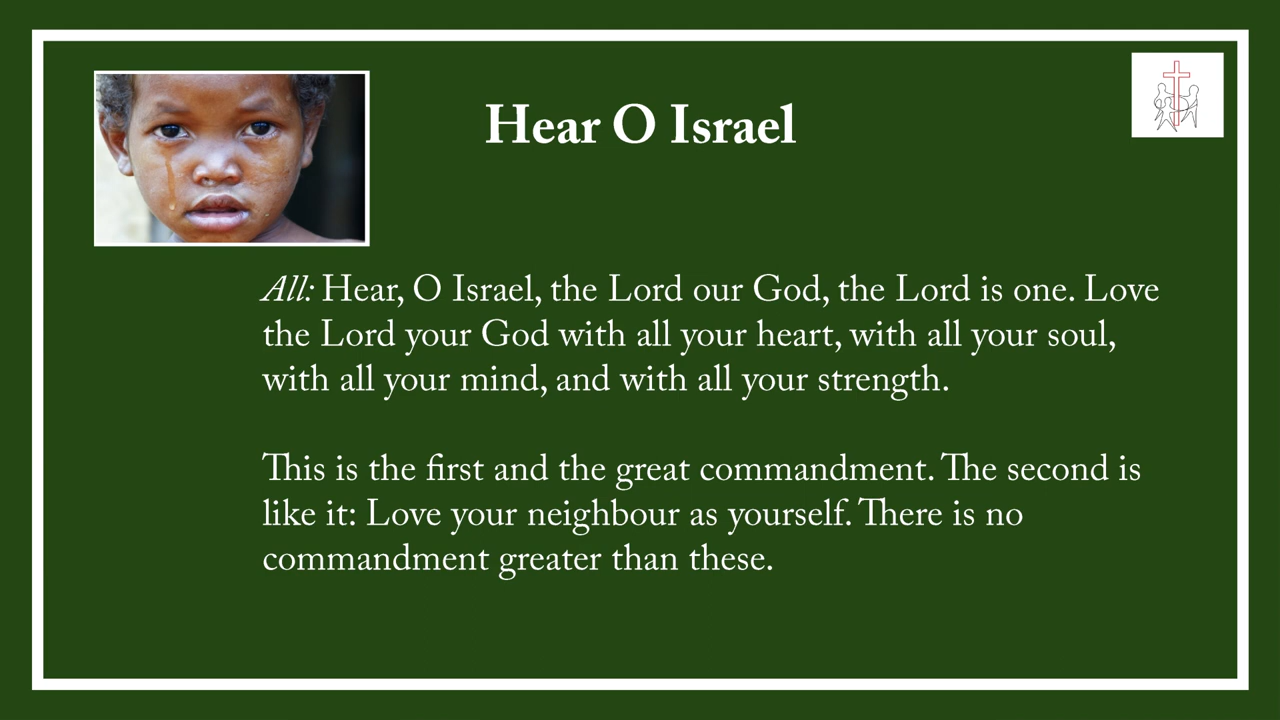 Hear O Israel
All: Hear, O Israel, the Lord our God, the Lord is one. Love
the Lord your God with all your heart, with all your soul,
with all your mind, and with all your strength.
This is the first and the great commandment. The second is
like it: Love your neighbour as yourself. There is no
commandment greater than these.